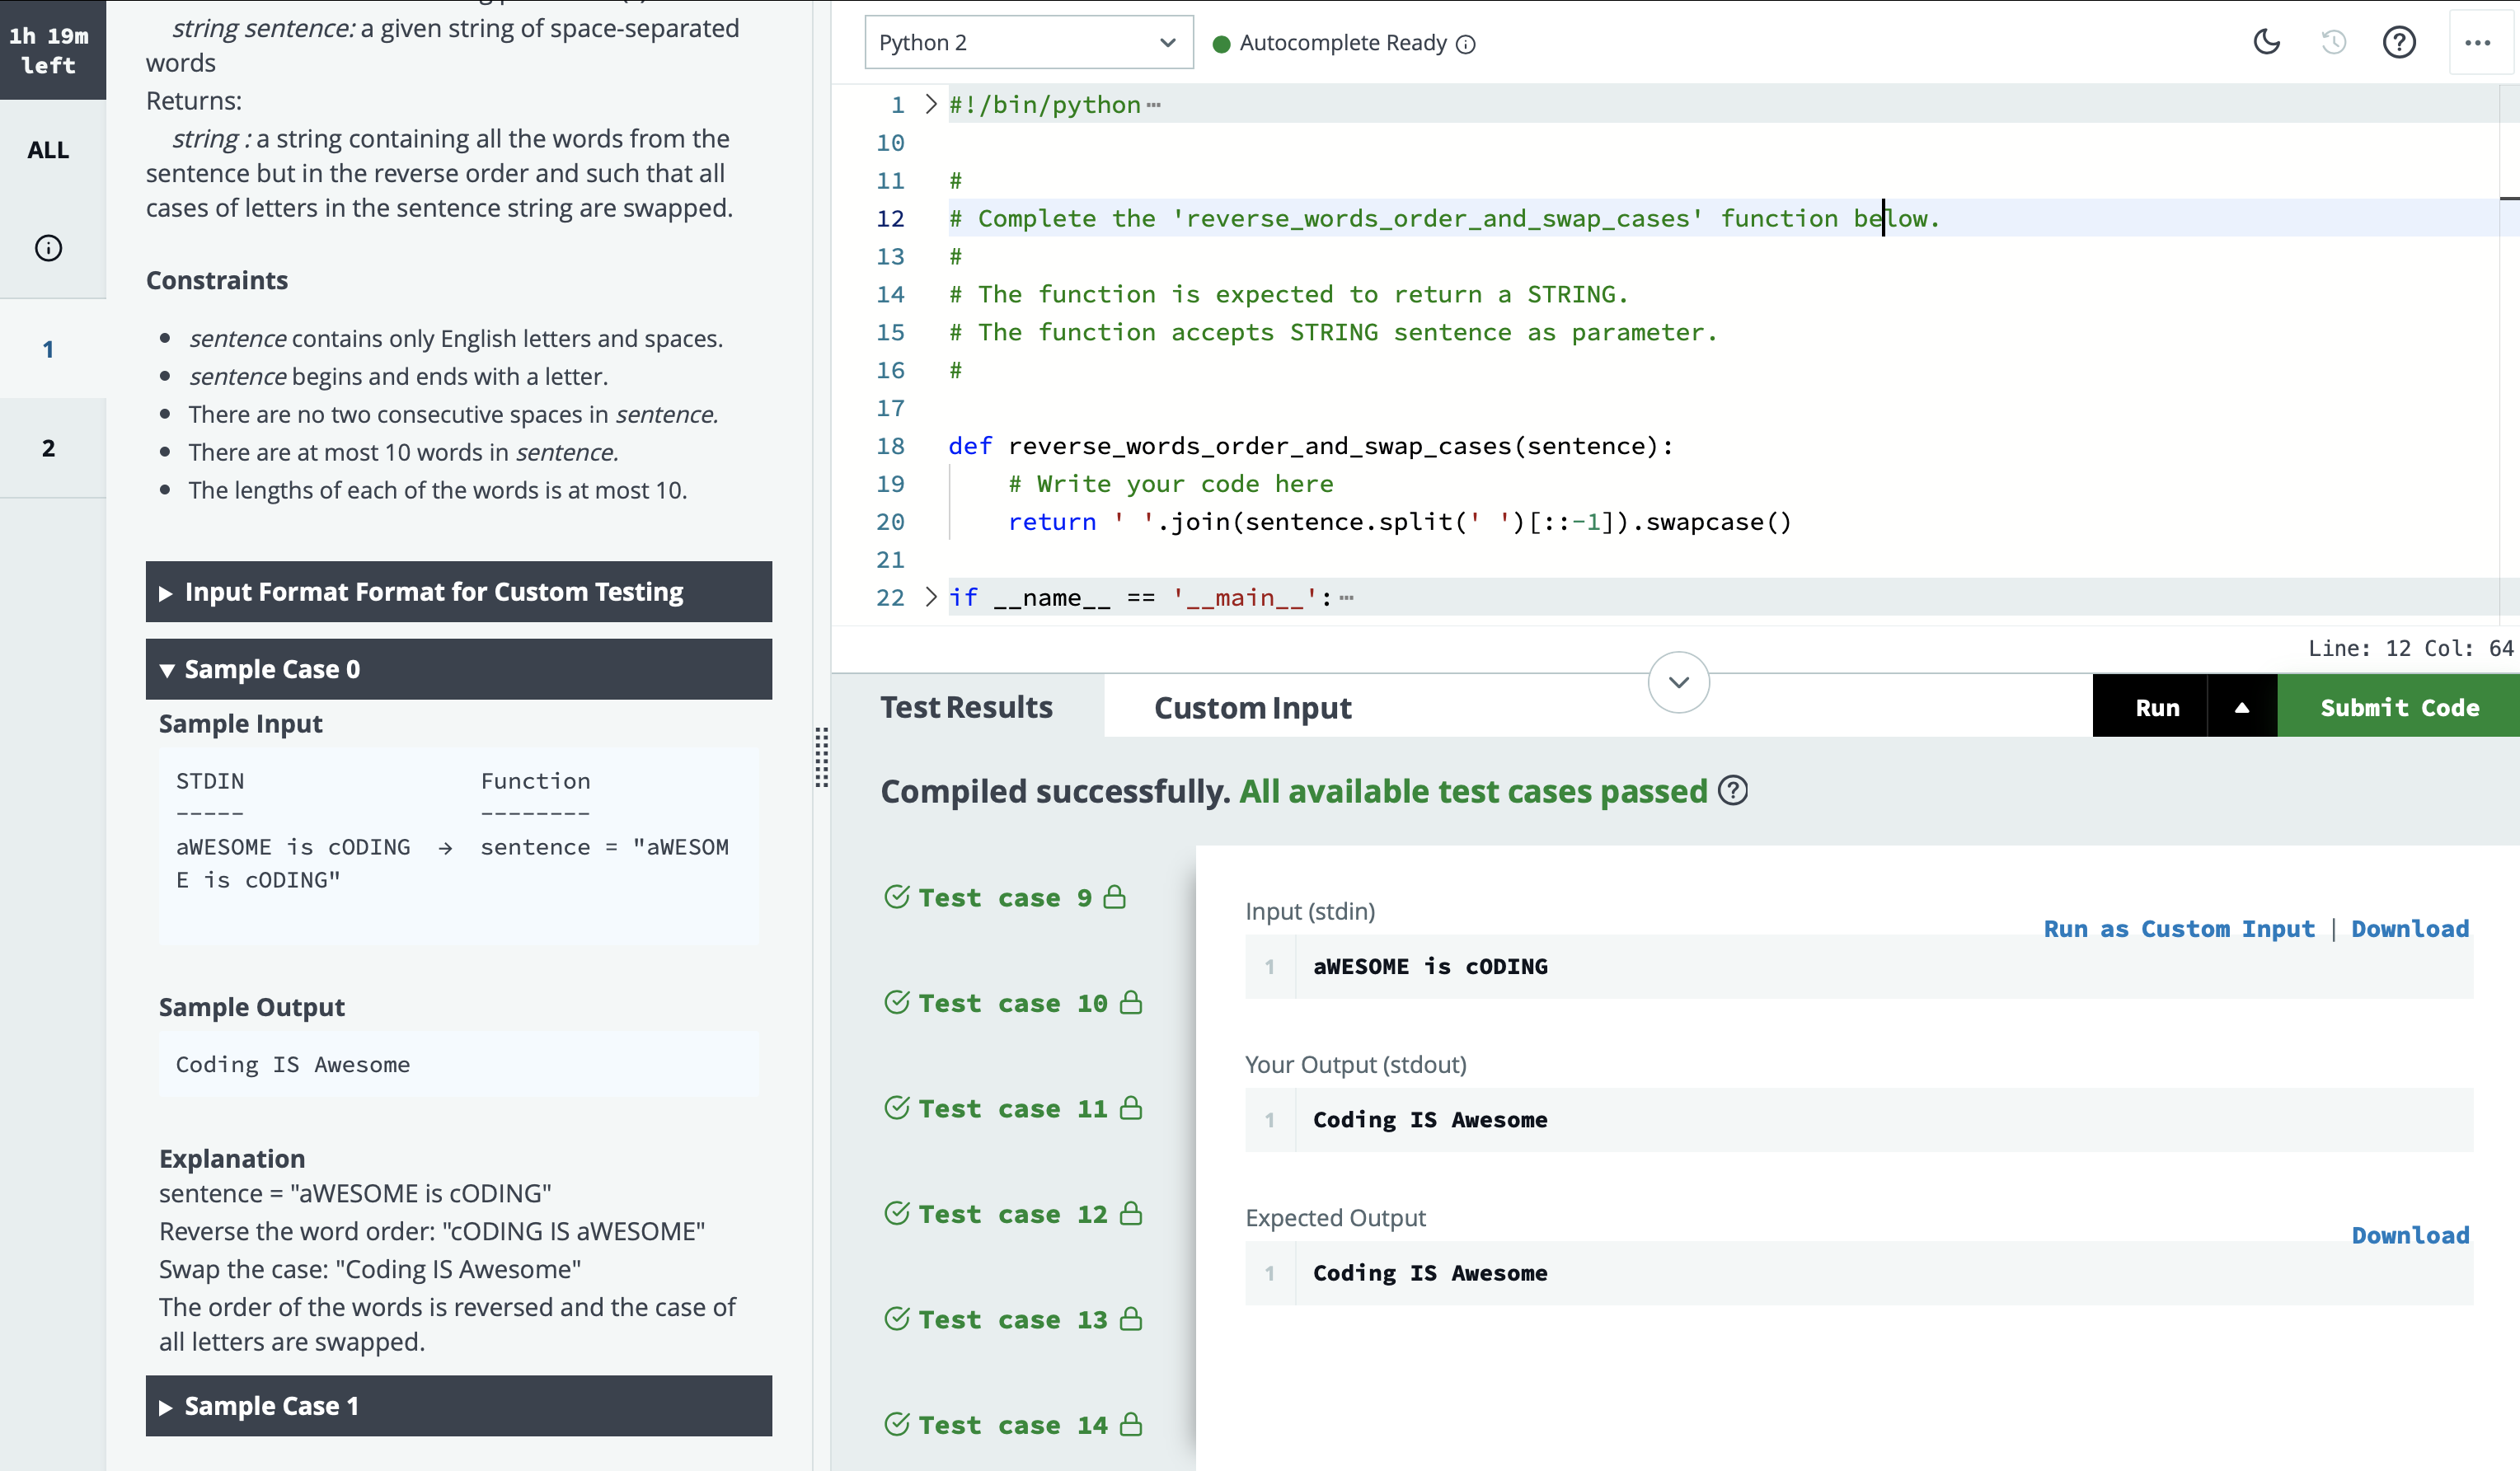 1h 19m
left
ALL
1
2
string sentence: a given string of space-separated
words
Returns:
string : a string containing all the words from the
sentence but in the reverse order and such that all
cases of letters in the sentence string are swapped.
Constraints
sentence contains only English letters and spaces.
sentence begins and ends with a letter.
There are no two consecutive spaces in sentence.
There are at most 10 words in sentence.
The lengths of each of the words is at most 10.
Input Format Format for Custom Testing
Sample Case 0
Sample Input
STDIN Function
----- --------
aWESOME is cODING → sentence = "aWESOM
E is cODING"
Sample Output
Coding IS Awesome
Explanation
sentence = "aWESOME is cODING"
Reverse the word order: "cODING IS aWESOME"
Swap the case: "Coding IS Awesome"
The order of the words is reversed and the case of
all letters are swapped.
Sample Case 1
Python 2
Autocomplete Ready
1 #!/bin/python
10
11 #
12 # Complete the 'reverse_words_order_and_swap_cases' function below.
13 #
14 # The function is expected to return a STRING.
15 # The function accepts STRING sentence as parameter.
16 #
17
18 def reverse_words_order_and_swap_cases(sentence):
19 # Write your code here
20 return ' '.join(sentence.split(' ')[::-1]).swapcase()
21
22 if __name__ == '__main__':
Line: 12 Col: 64
Test Results
Custom Input
Run
Submit Code
Compiled successfully. All available test cases passed
Test case 9
Test case 10
Test case 11
Test case 12
Test case 13
Test case 14
Input (stdin)
Run as Custom Input | Download
1 aWESOME is cODING
Your Output (stdout)
1 Coding IS Awesome
Expected Output
Download
1 Coding IS Awesome